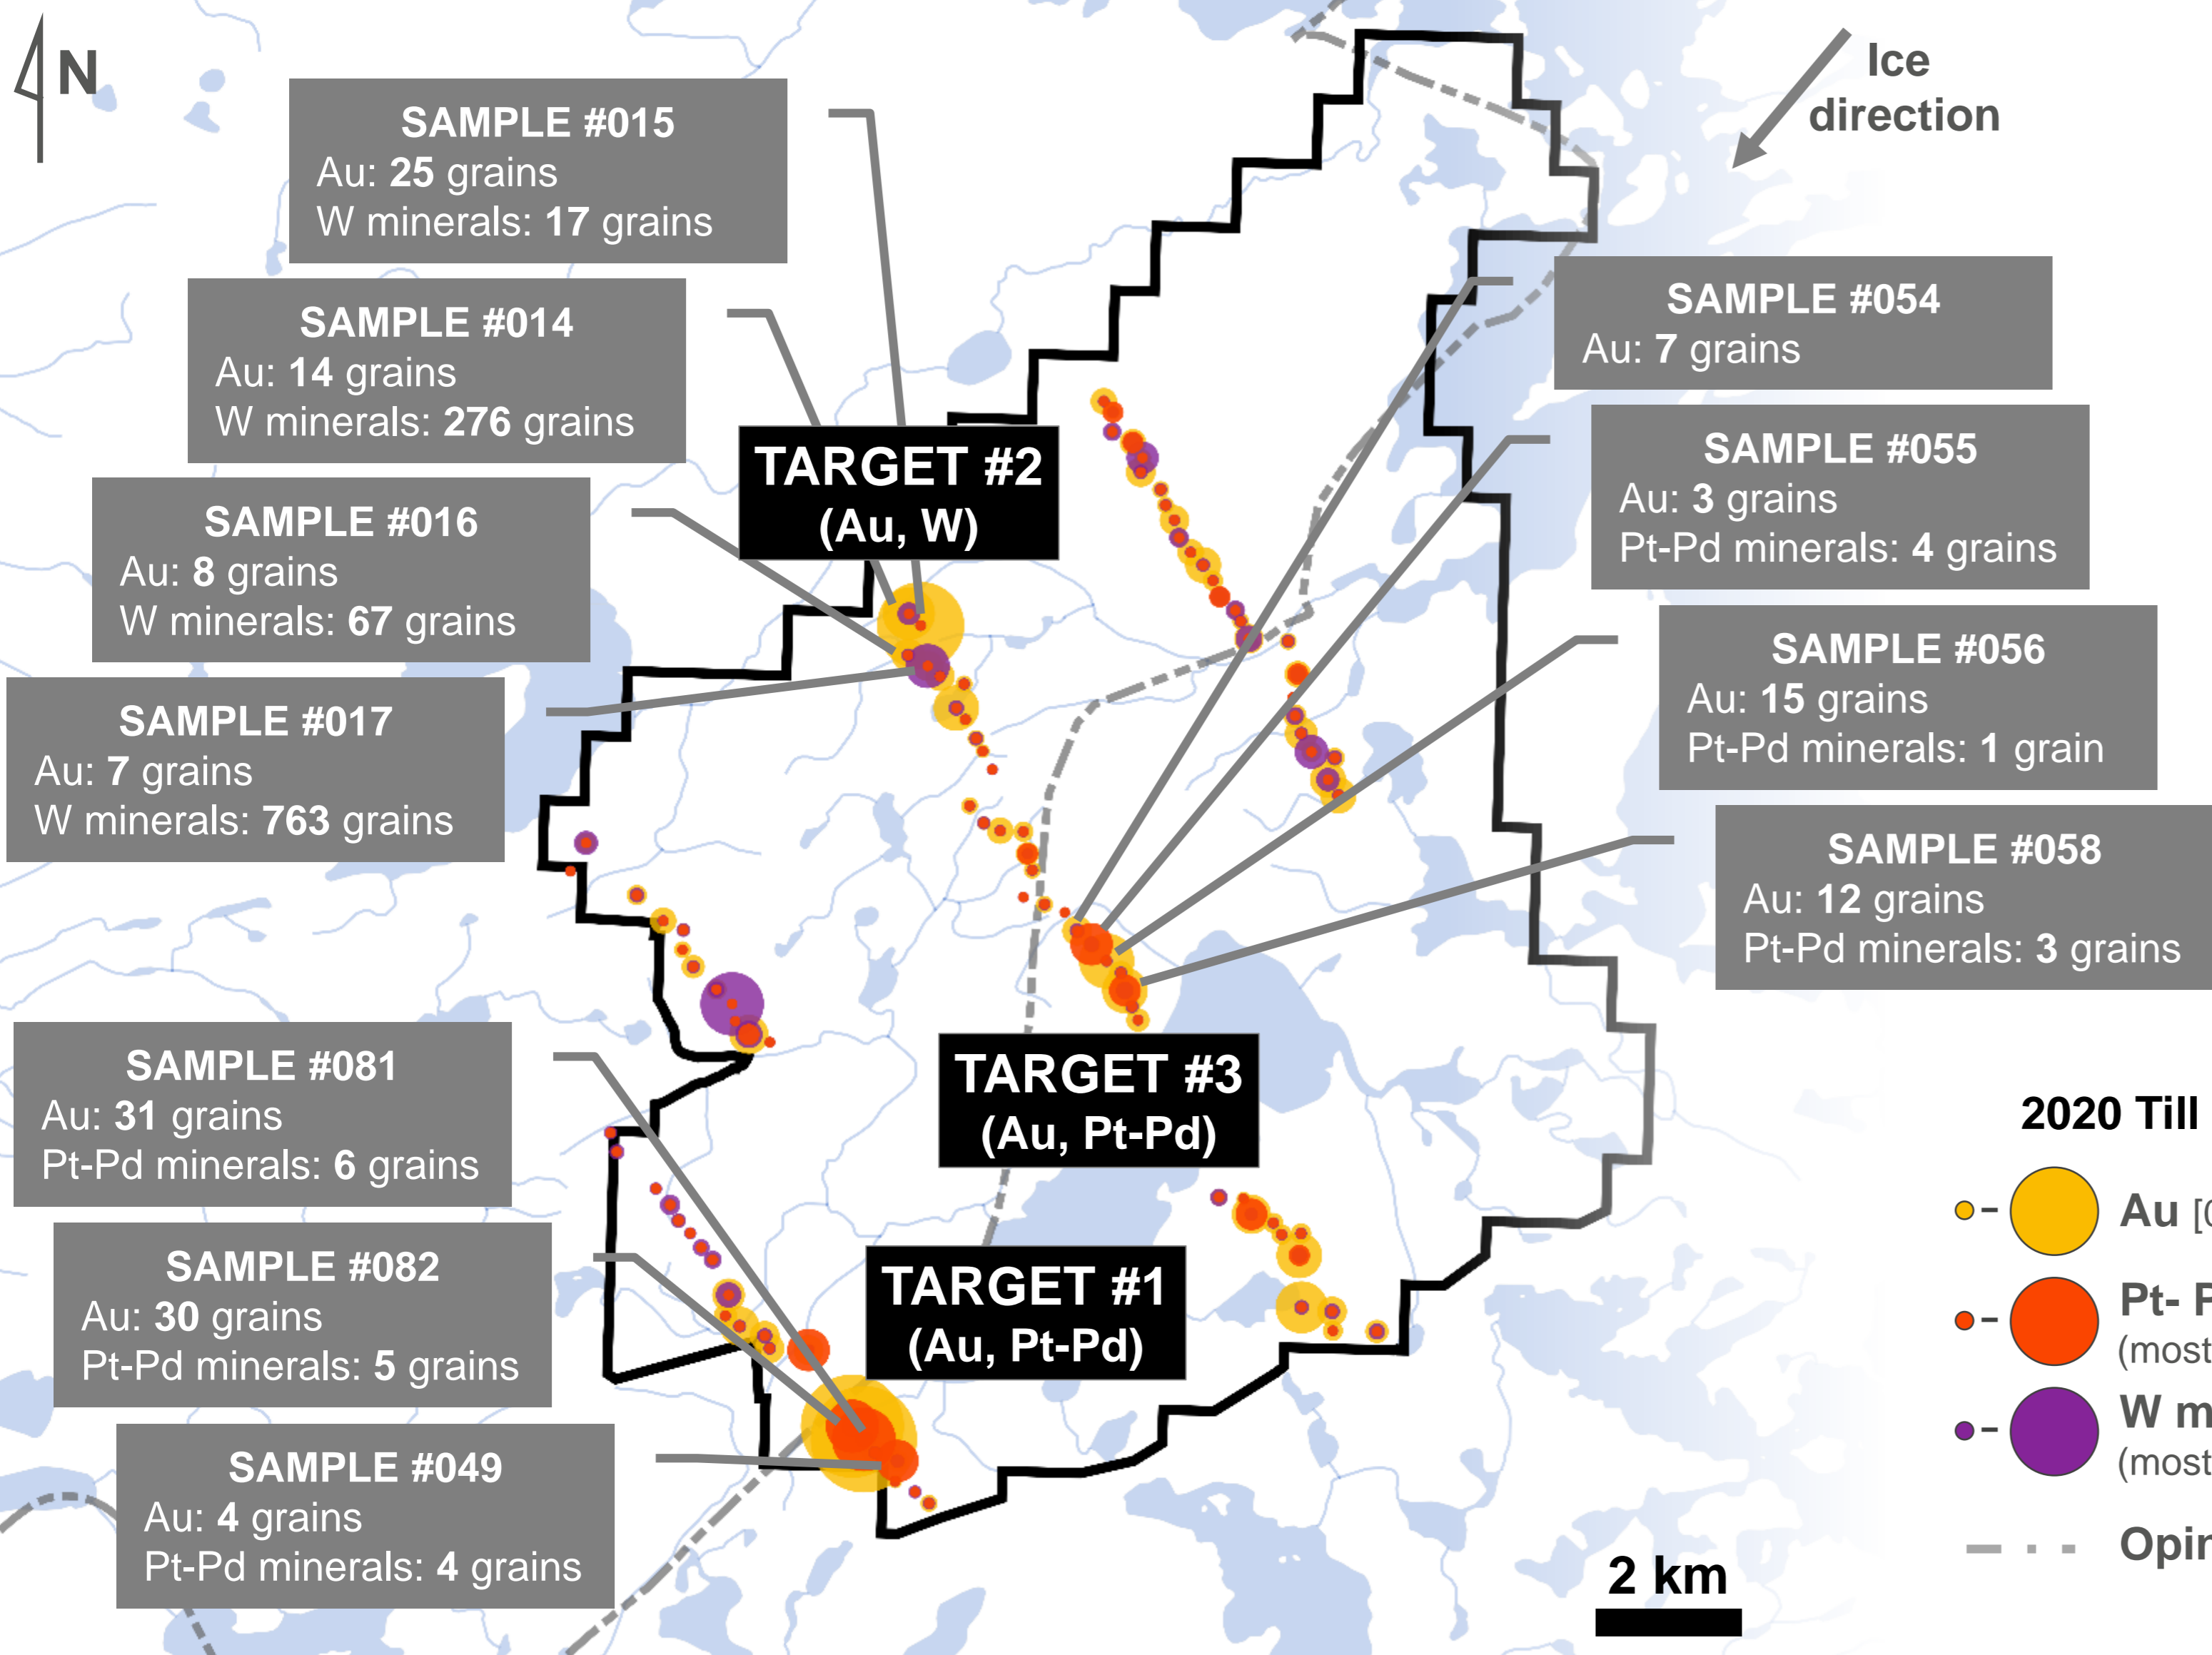 N
Ice
direction
SAMPLE #015
Au: 25 grains
W minerals: 17 grains
SAMPLE #014
Au: 14 grains
W minerals: 276 grains
SAMPLE #016
Au: 8 grains
W minerals: 67 grains
SAMPLE #017
Au: 7 grains
W minerals: 763 grains
TARGET #2
(Au, W)
SAMPLE #054
Au: 7 grains
SAMPLE #055
Au: 3 grains
Pt-Pd minerals: 4 grains
SAMPLE #056
Au: 15 grains
Pt-Pd minerals: 1 grain
SAMPLE #058
Au: 12 grains
Pt-Pd minerals: 3 grains
TARGET #3
(Au, Pt-Pd)
SAMPLE #081
Au: 31 grains
Pt-Pd minerals: 6 grains
SAMPLE #082
Au: 30 grains
Pt-Pd minerals: 5 grains
SAMPLE #049
Au: 4 grains
Pt-Pd minerals: 4 grains
TARGET #1
(Au, Pt-Pd)
2020 Till
Au
Pt-
(most
W
(most
2 km